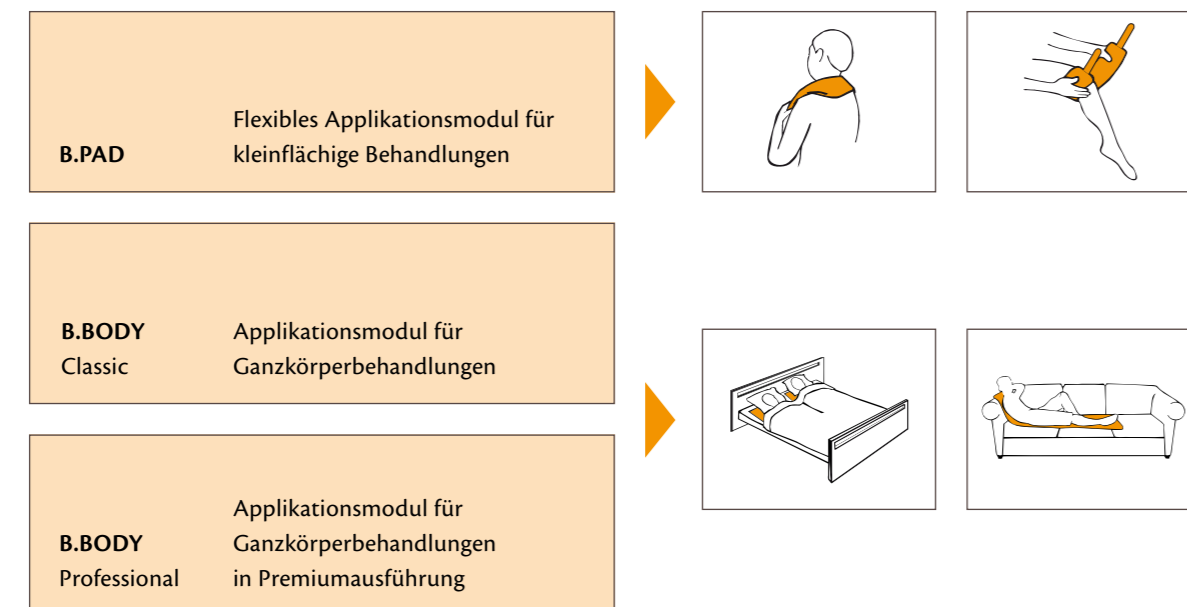 Flexibles Applikationsmodul für
B.PAD kleinflächige Behandlungen
B.BODY Applikationsmodul für
Classic Ganzkörperbehandlungen
Applikationsmodul für
B.BODY Ganzkörperbehandlungen
Professional in Premiumausführung